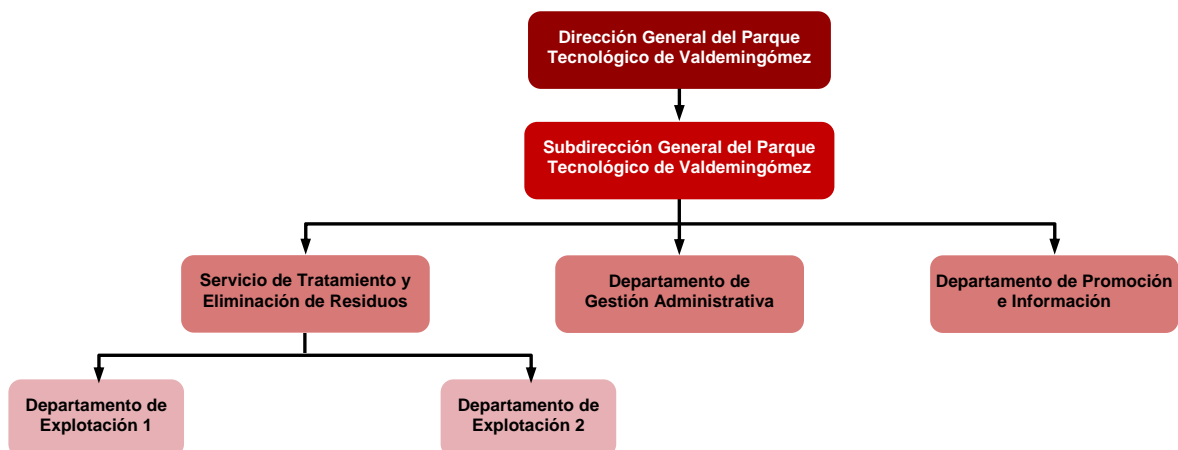 Dirección General del Parque
Tecnológico de Valdemingómez
Subdirección General del Parque
Tecnológico de Valdemingómez
Servicio de Tratamiento y
Eliminación de Residuos
Departamento de
Gestión Administrativa
Departamento de Promoción
e Información
Departamento de
Explotación 1
Departamento de
Explotación 2